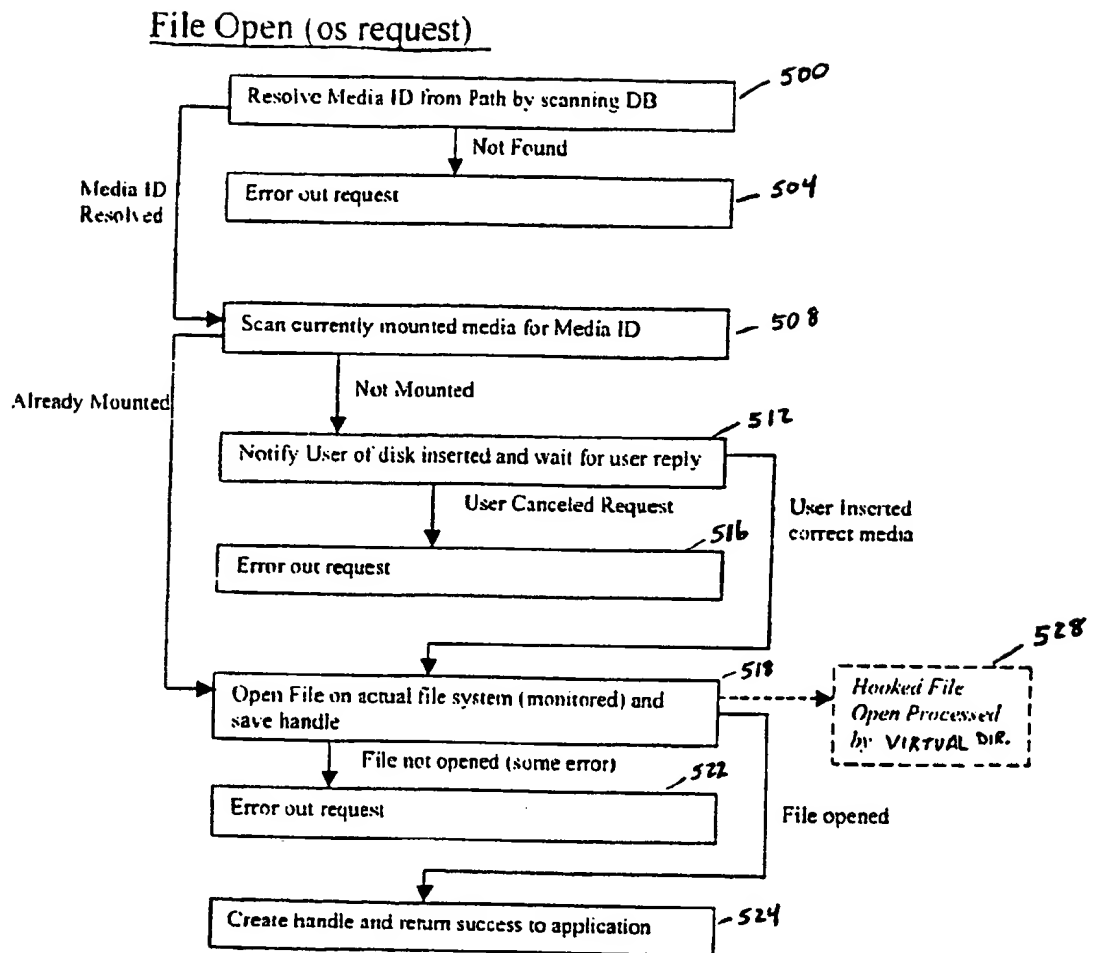 File Open (os request)
500
Resolve Media ID from Path by scanning DB
Not Found
504
Error out request
Media ID
Resolved
508
Scan currently mounted media for Media ID
Already Mounted
Not Mounted
512
Notify User of disk inserted and wait for user reply
User Canceled Request
User Inserted
correct media
516
Error out request
528
518
Open File on actual file system (monitored) and
save handle
Hooked File
Open Processed
by VIRTUAL DIR.
File not opened (some error)
522
Error out request
File opened
Create handle and return success to application
524